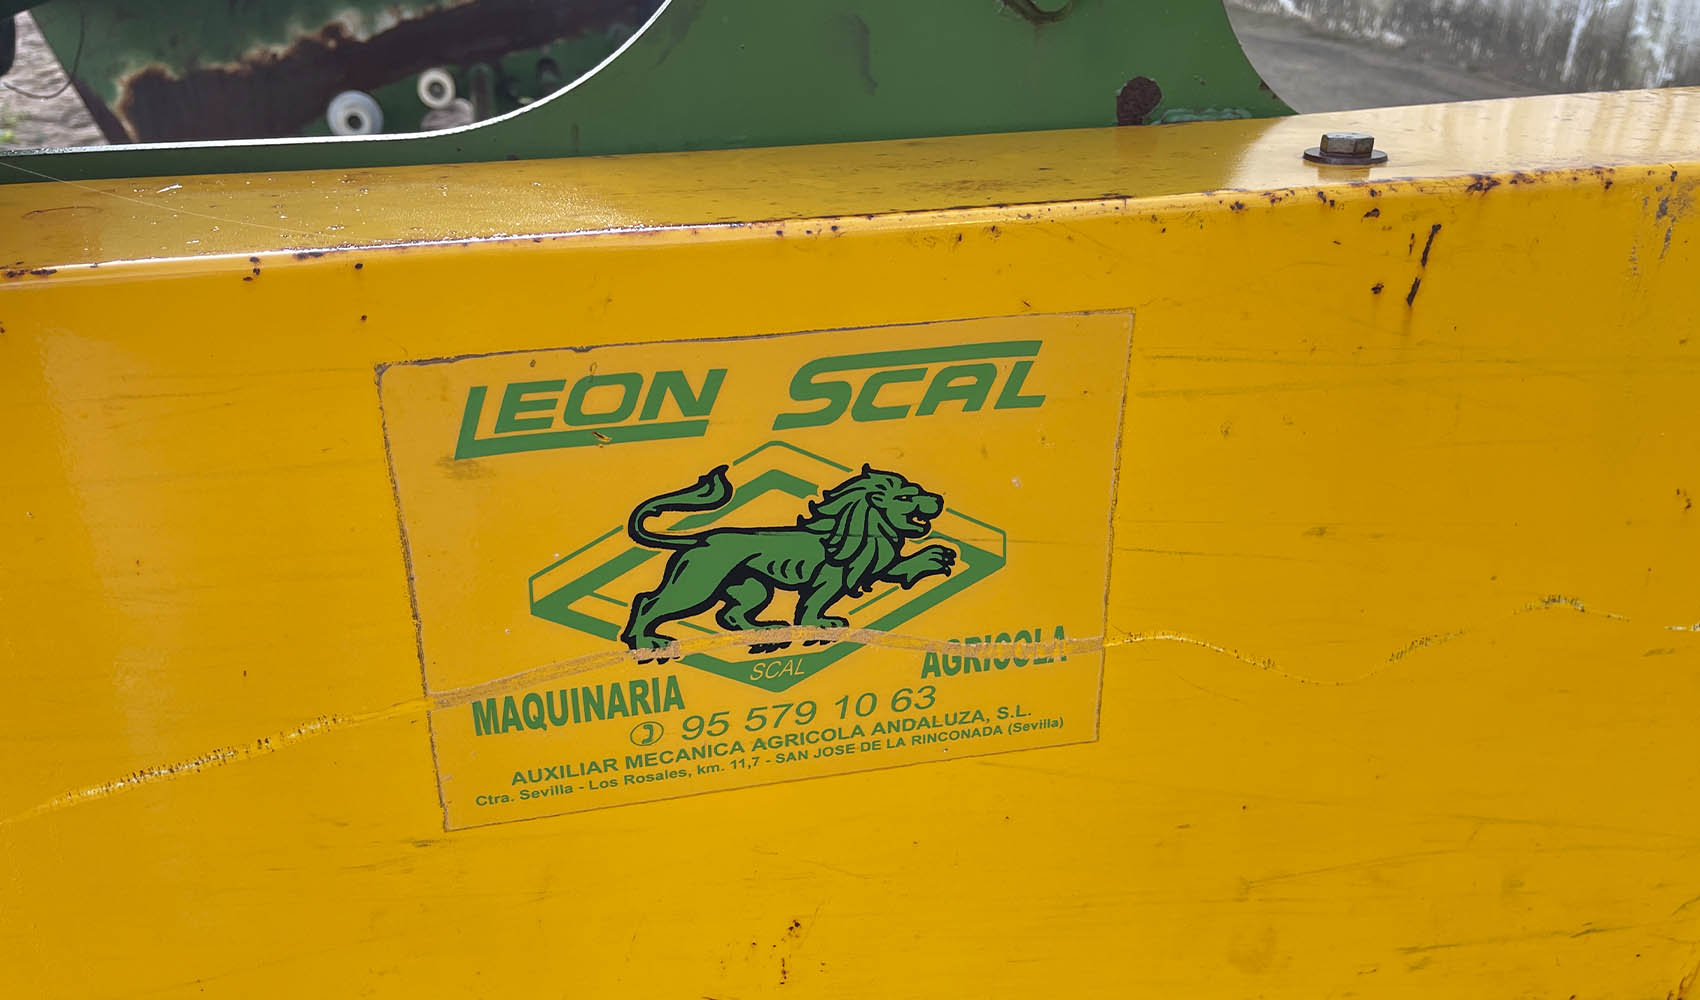 LEON SCAL
SCAL
MAQUINARIA AGRICOLA
95 579 10 63
AUXILIAR MECANICA AGRICOLA ANDALUZA, S.L.
Ctra. Sevilla - Los Rosales, km. 11,7 - SAN JOSE DE LA RINCONADA (Sevilla)